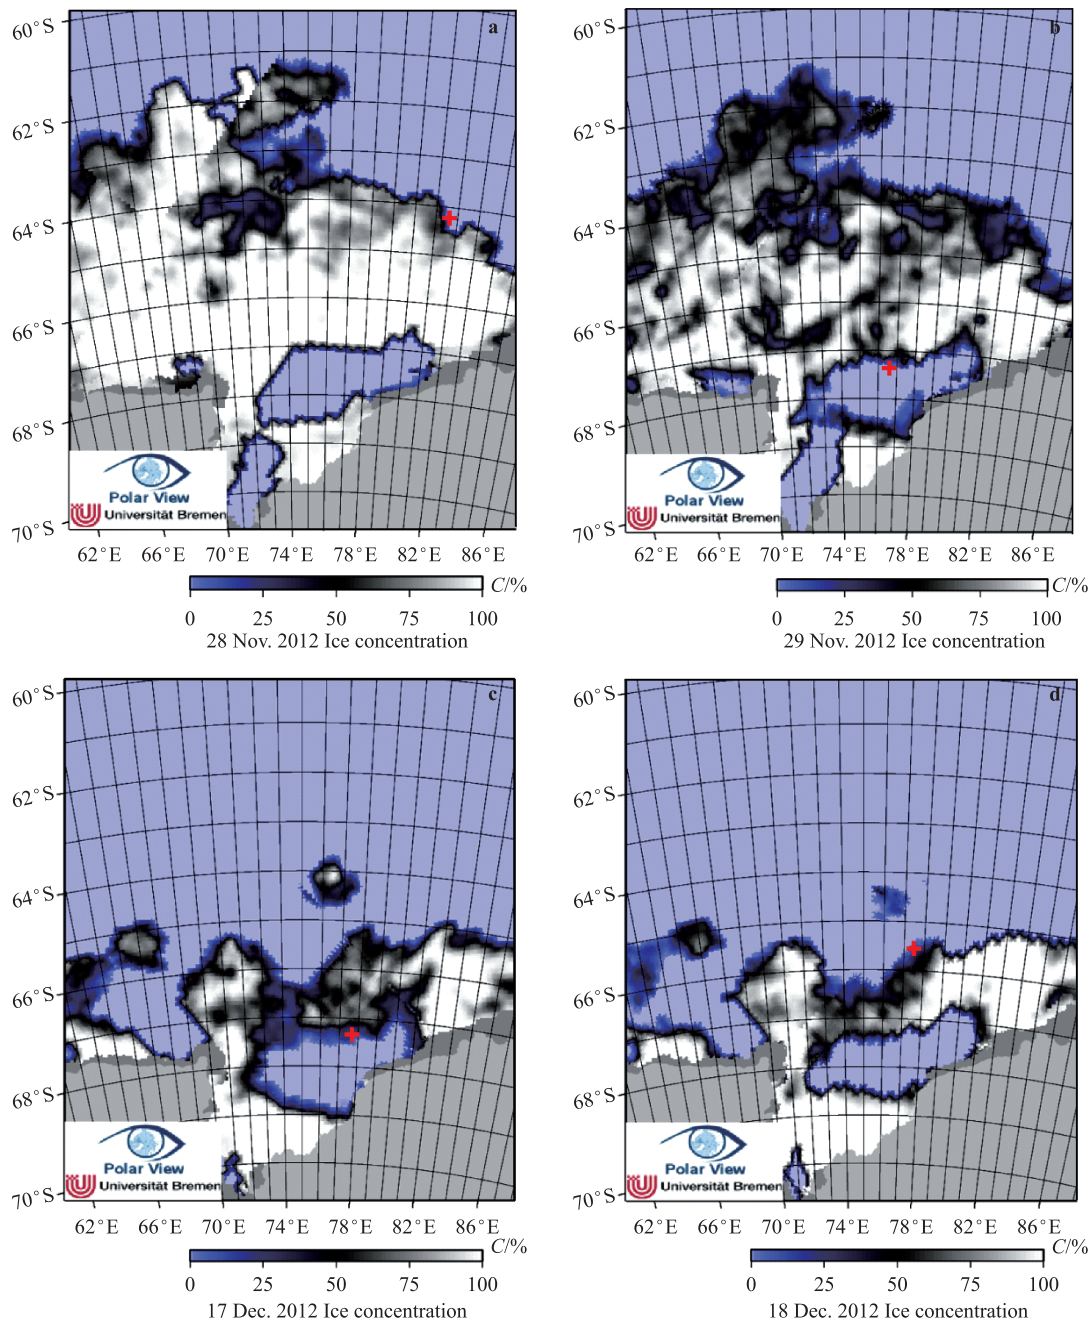 a
60°S
62°S
64°S
66°S
68°S
70°S
Polar View
Universität Bremen
62°E 66°E 70°E 74°E 78°E 82°E 86°E
C/%
0 25 50 75 100
28 Nov. 2012 Ice concentration
b
60°S
62°S
64°S
66°S
68°S
70°S
Polar View
Universität Bremen
62°E 66°E 70°E 74°E 78°E 82°E 86°E
C/%
0 25 50 75 100
29 Nov. 2012 Ice concentration
c
60°S
62°S
64°S
66°S
68°S
70°S
Polar View
Universität Bremen
62°E 66°E 70°E 74°E 78°E 82°E 86°E
C/%
0 25 50 75 100
17 Dec. 2012 Ice concentration
d
60°S
62°S
64°S
66°S
68°S
70°S
Polar View
Universität Bremen
62°E 66°E 70°E 74°E 78°E 82°E 86°E
C/%
0 25 50 75 100
18 Dec. 2012 Ice concentration